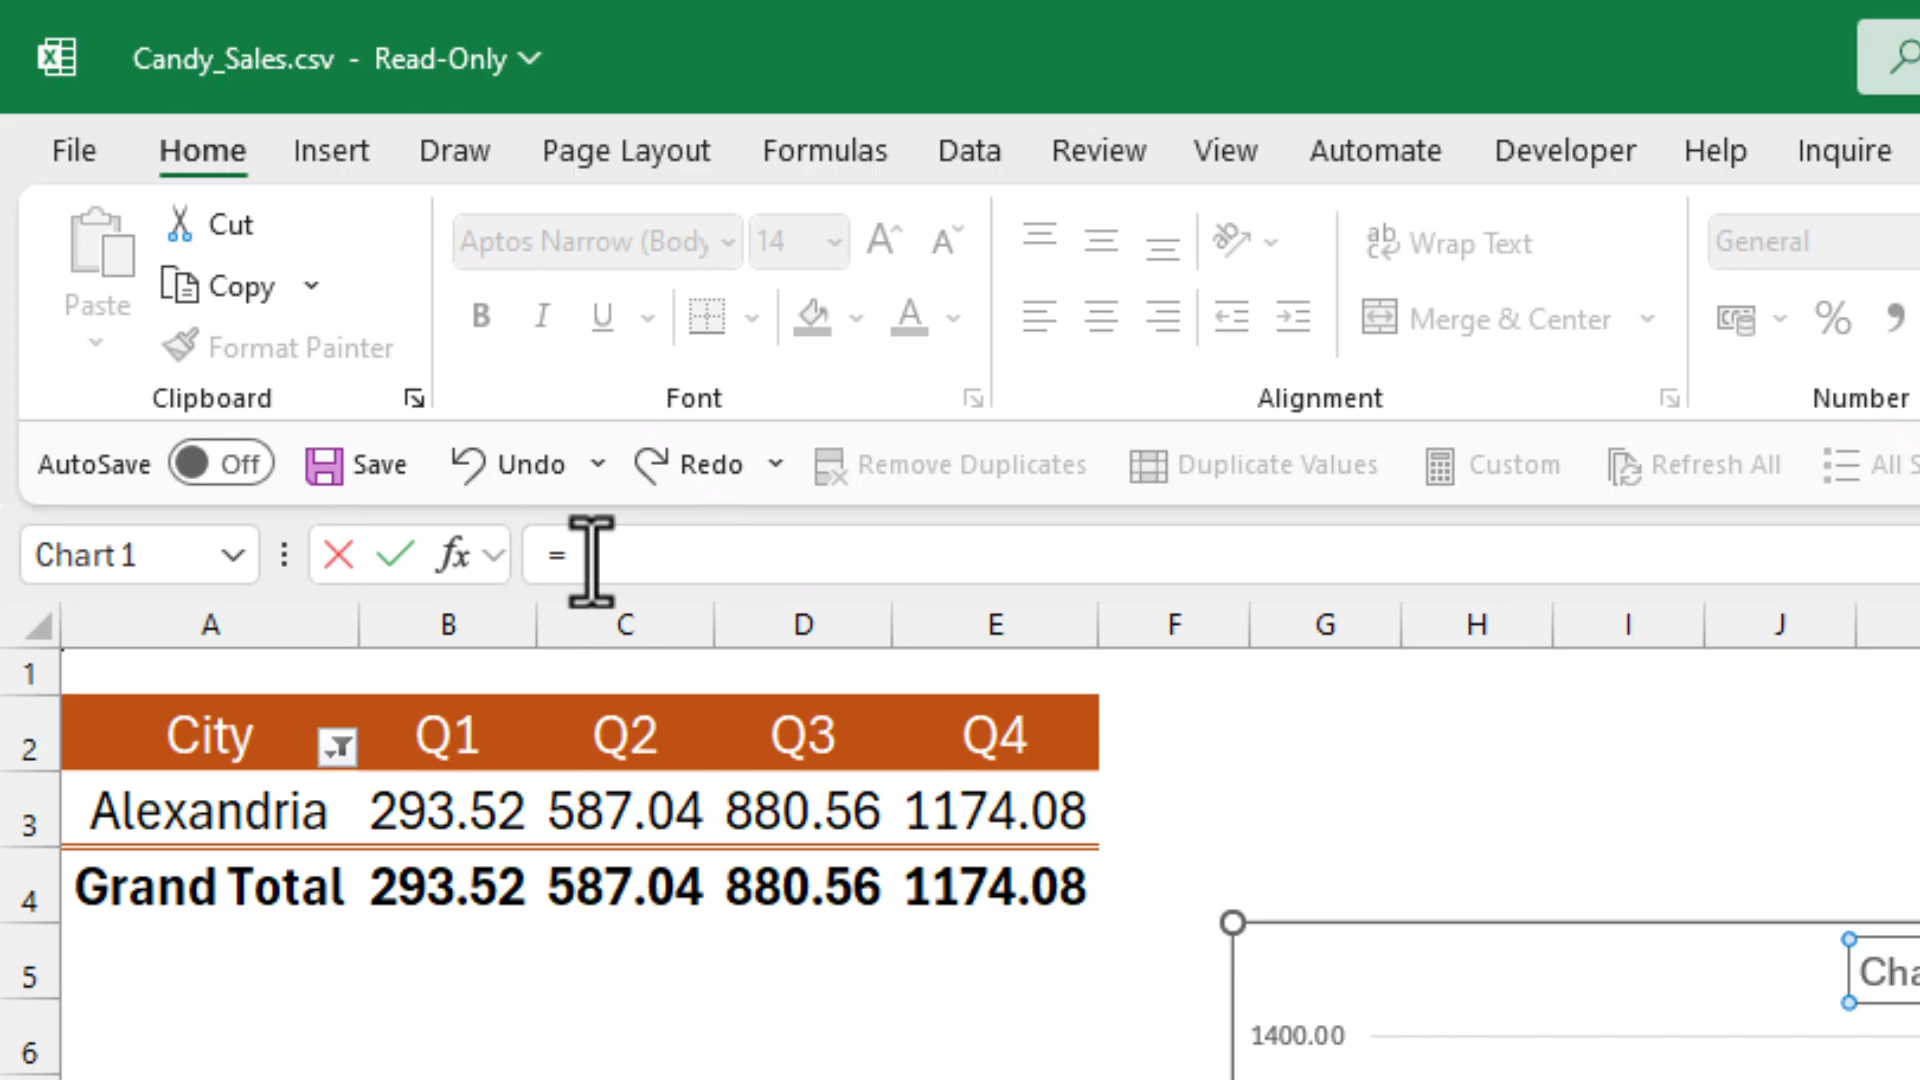 Candy_Sales.csv - Read-Only
File Home Insert Draw Page Layout Formulas Data Review View Automate Developer Help Inquire
Paste
Cut
Copy
Format Painter
Aptos Narrow (Body 14
B I U A
ab Wrap Text
Merge & Center
General
% 
Clipboard Font Alignment Number
AutoSave Off Save Undo Redo Remove Duplicates Duplicate Values Custom Refresh All All
Chart 1 fx =
A B C D E F G H I J
1
2 City Q1 Q2 Q3 Q4
3 Alexandria 293.52 587.04 880.56 1174.08
4 Grand Total 293.52 587.04 880.56 1174.08
5
Cha
1400.00
6